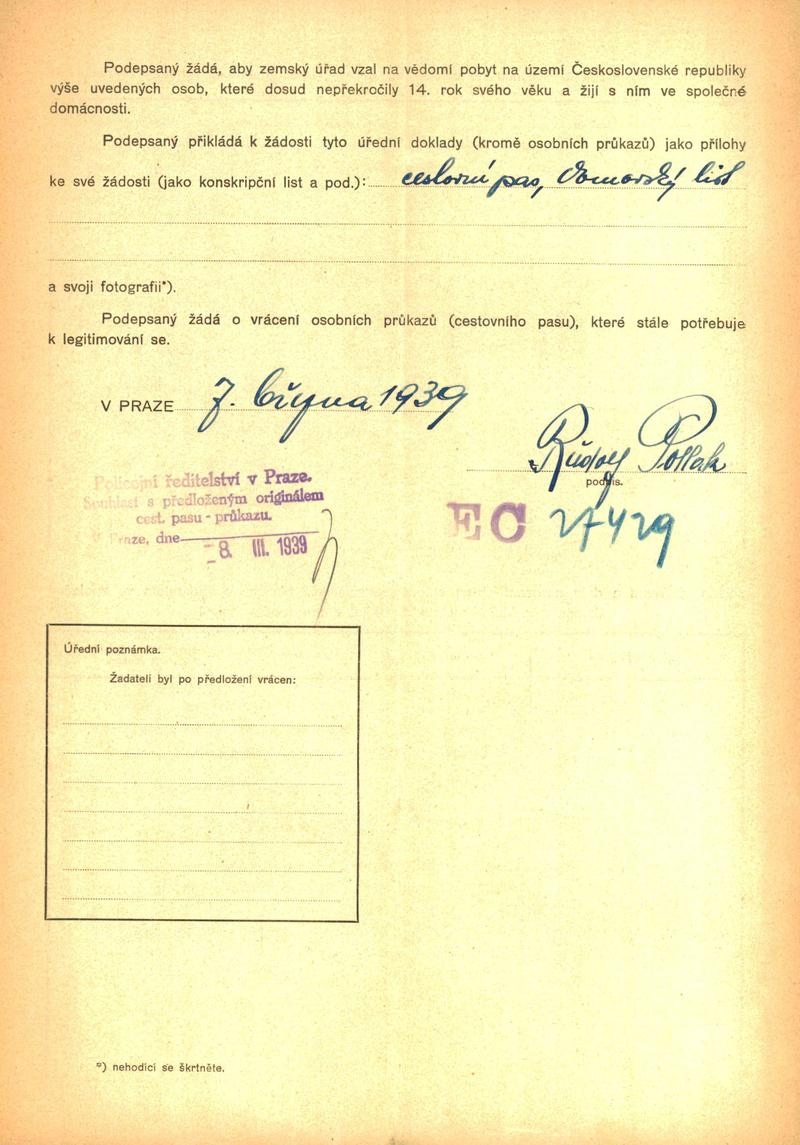 Podepsaný žádá, aby zemský úřad vzal na vědomí pobyt na území Československé republiky
výše uvedených osob, které dosud nepřekročily 14. rok svého věku a žijí s ním ve společné
domácnosti.
Podepsaný přikládá k žádosti tyto úřední doklady (kromě osobních průkazů) jako přílohy
ke své žádosti (jako konskripční list a pod.): cestovní pas, domovský list
a svoji fotografii*).
Podepsaný žádá o vrácení osobních průkazů (cestovního pasu), které stále potřebuje
k legitimování se.
V PRAZE 7. března 1939
Rudolf Pollak
podpis.
Policejní ředitelství v Praze.
Souhlasí s předloženým originálem
cest. pasu - průkazu.
V Praze, dne -8. III. 1939
EC 27429
Úřední poznámka.
Žadateli byl po předložení vrácen:
*) nehodící se škrtněte.